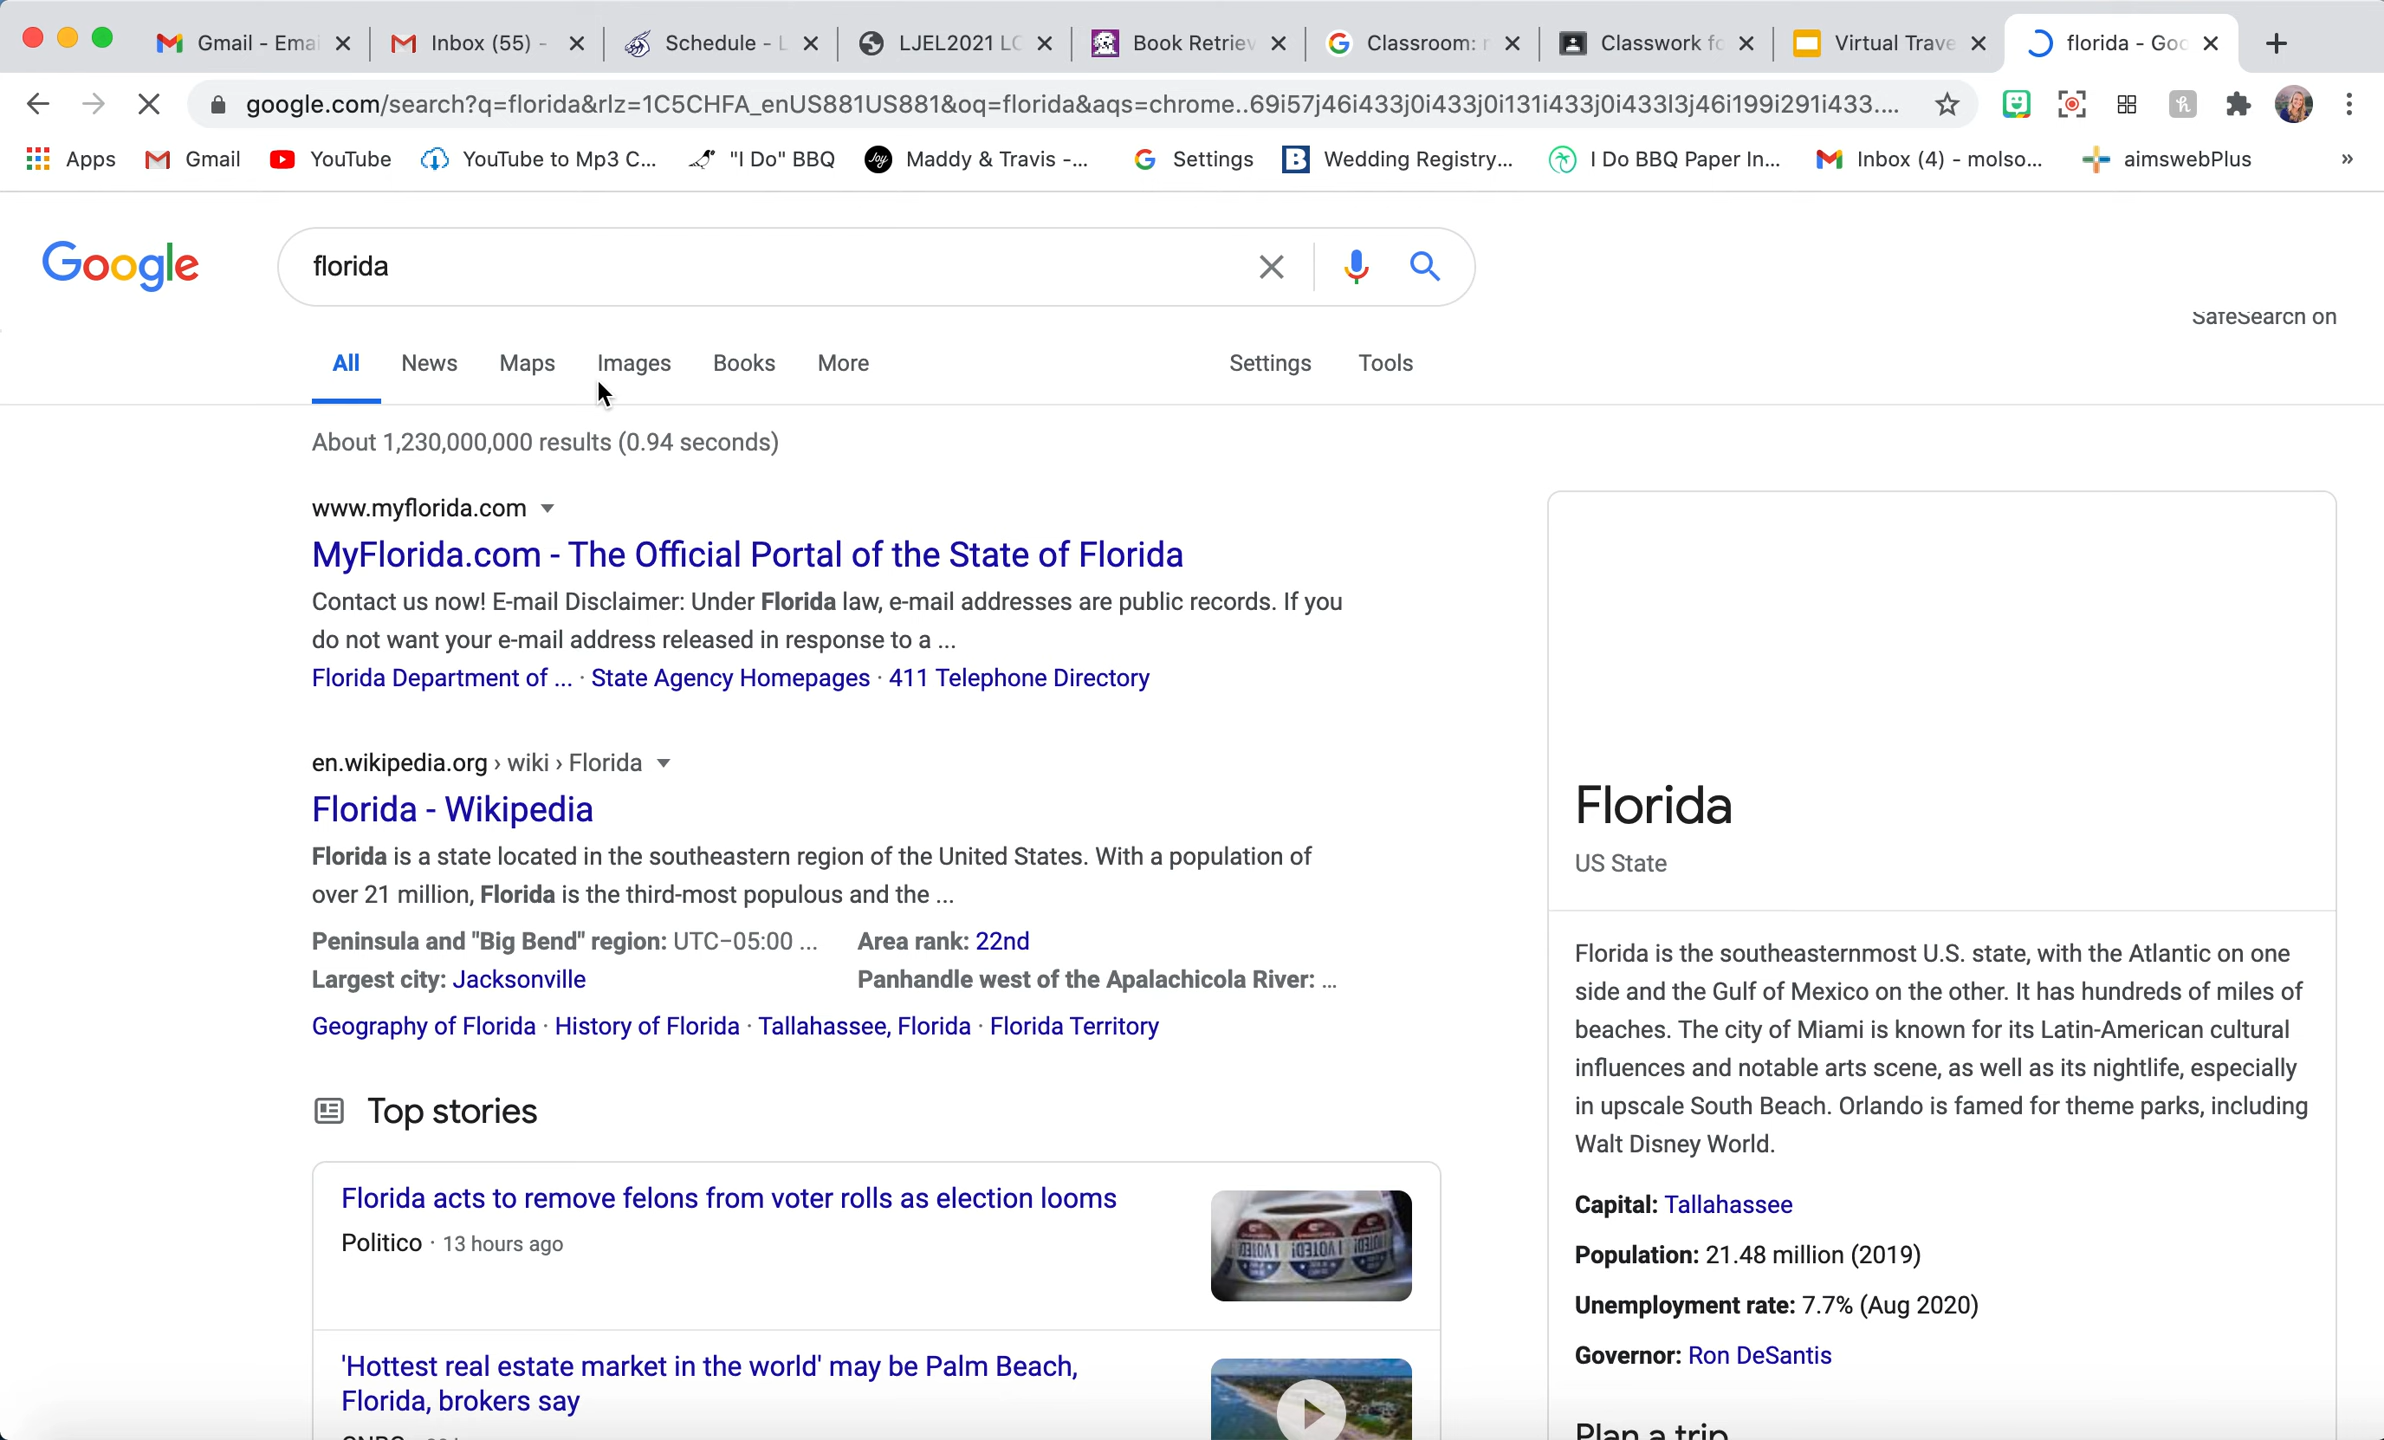 Gmail - Emai
Inbox (55) -
Schedule - L
LJEL2021 LC
Book Retriev
Classroom: r
Classwork fo
Virtual Trave
florida - Goo
google.com/search?q=florida&rlz=1C5CHFA_enUS881US881&oq=florida&aqs=chrome..69i57j46i433j0i433j0i131i433j0i433l3j46i199i291i433....
Apps
Gmail
YouTube
YouTube to Mp3 C...
"I Do" BBQ
Joy
Maddy & Travis -...
Settings
Wedding Registry...
I Do BBQ Paper In...
Inbox (4) - molso...
aimswebPlus
»
Google
florida
SafeSearch on
All
News
Maps
Images
Books
More
Settings
Tools
About 1,230,000,000 results (0.94 seconds)
www.myflorida.com
MyFlorida.com - The Official Portal of the State of Florida
Contact us now! E-mail Disclaimer: Under Florida law, e-mail addresses are public records. If you
do not want your e-mail address released in response to a ...
Florida Department of ... · State Agency Homepages · 411 Telephone Directory
en.wikipedia.org › wiki › Florida
Florida - Wikipedia
Florida is a state located in the southeastern region of the United States. With a population of
over 21 million, Florida is the third-most populous and the ...
Peninsula and "Big Bend" region: UTC−05:00 ... Area rank: 22nd
Largest city: Jacksonville Panhandle west of the Apalachicola River: ...
Geography of Florida · History of Florida · Tallahassee, Florida · Florida Territory
Top stories
Florida acts to remove felons from voter rolls as election looms
Politico · 13 hours ago
'Hottest real estate market in the world' may be Palm Beach,
Florida, brokers say
CNBC
Florida
US State
Florida is the southeasternmost U.S. state, with the Atlantic on one
side and the Gulf of Mexico on the other. It has hundreds of miles of
beaches. The city of Miami is known for its Latin-American cultural
influences and notable arts scene, as well as its nightlife, especially
in upscale South Beach. Orlando is famed for theme parks, including
Walt Disney World.
Capital: Tallahassee
Population: 21.48 million (2019)
Unemployment rate: 7.7% (Aug 2020)
Governor: Ron DeSantis
Plan a trip